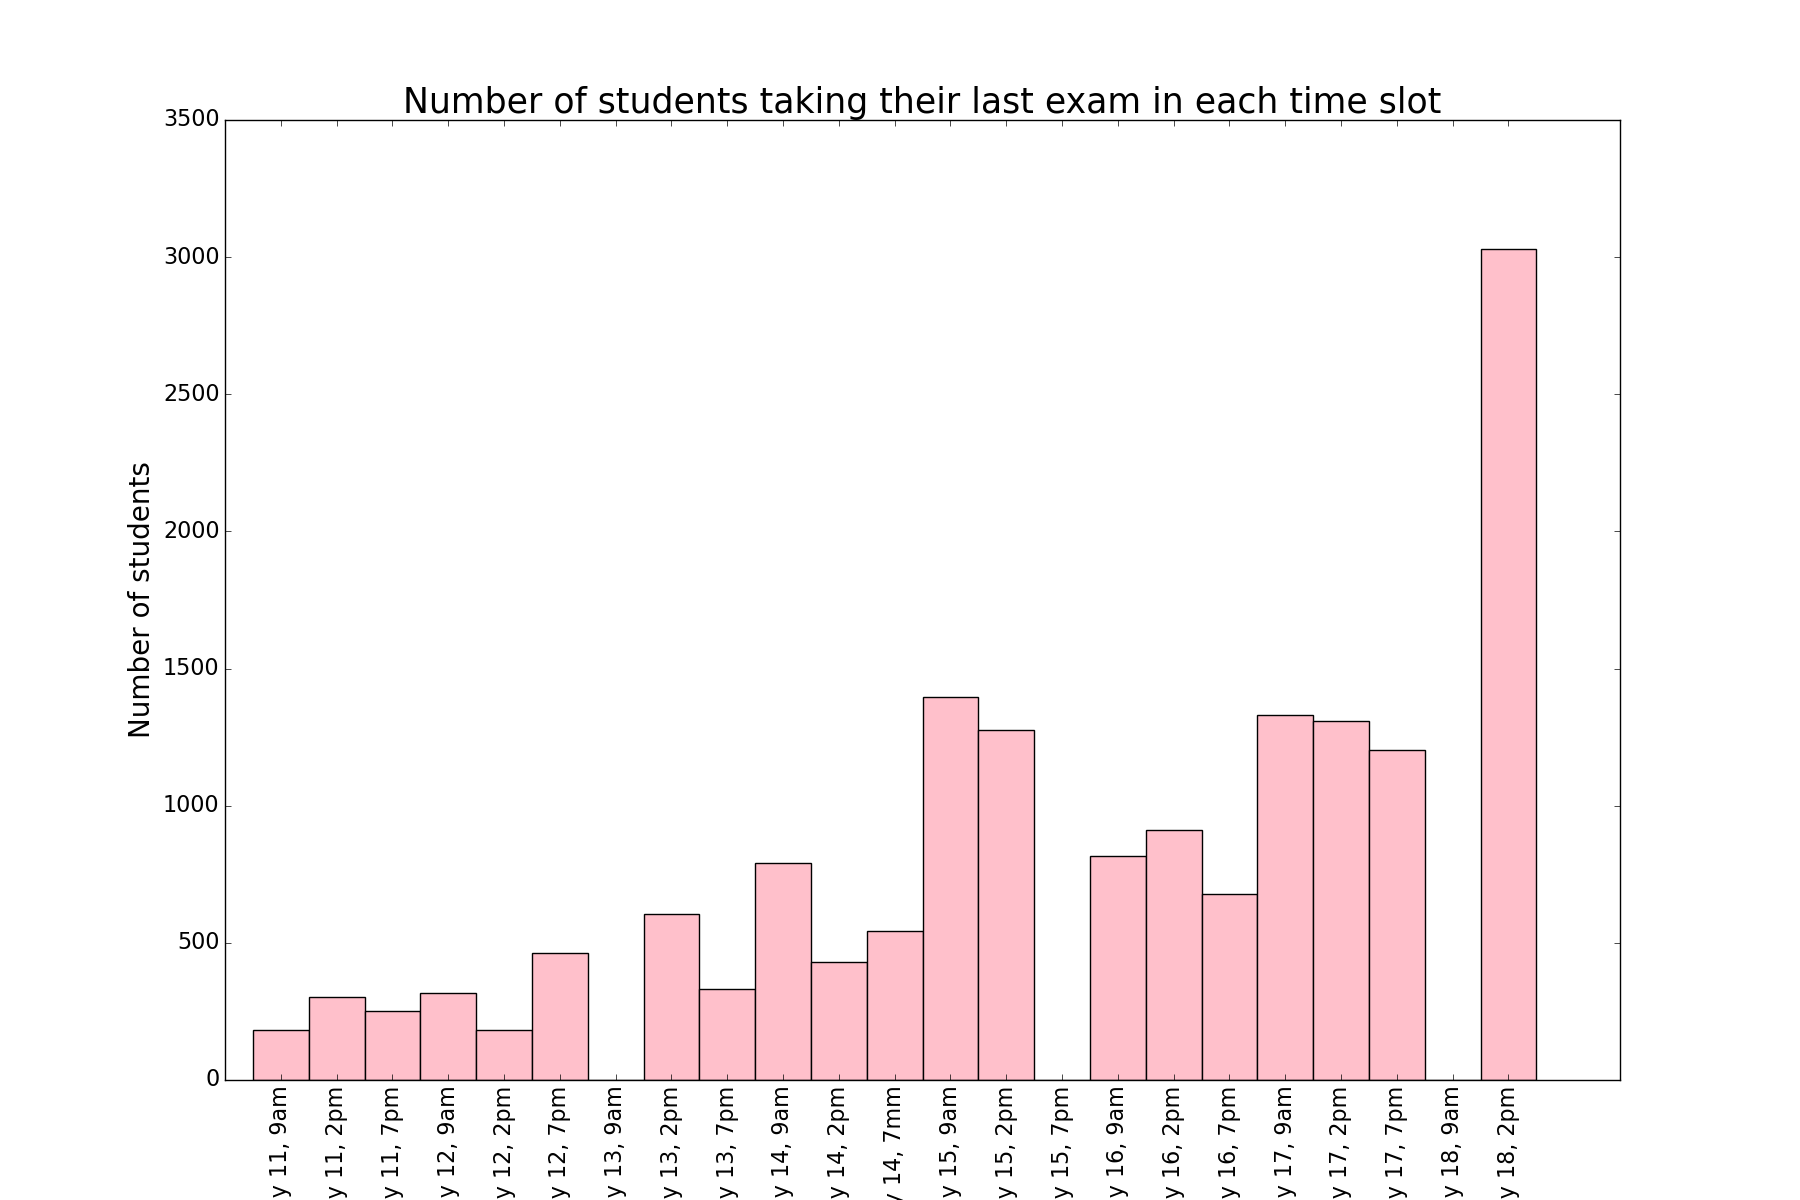 Number of students taking their last exam in each time slot
3500
3000
2500
2000
1500
1000
500
0
Number of students
y 11, 9am
y 11, 2pm
y 11, 7pm
y 12, 9am
y 12, 2pm
y 12, 7pm
y 13, 9am
y 13, 2pm
y 13, 7pm
y 14, 9am
y 14, 2pm
y 14, 7mm
y 15, 9am
y 15, 2pm
y 15, 7pm
y 16, 9am
y 16, 2pm
y 16, 7pm
y 17, 9am
y 17, 2pm
y 17, 7pm
y 18, 9am
y 18, 2pm